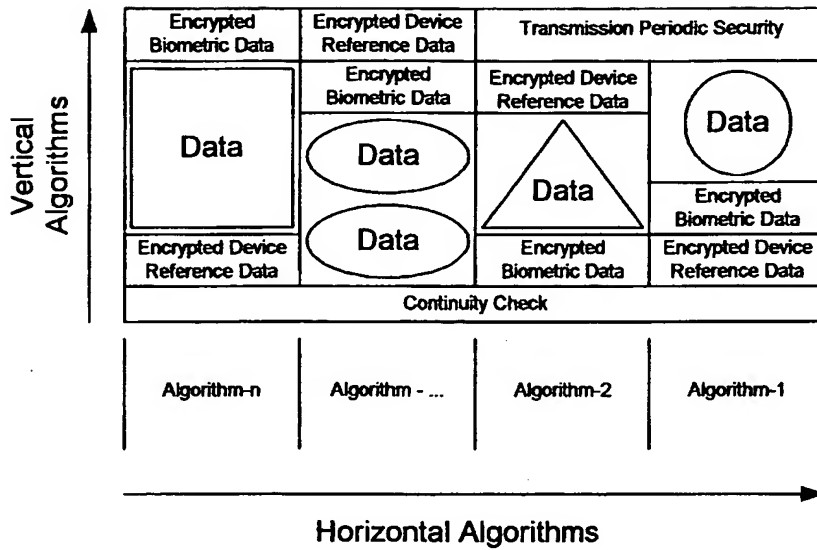 Vertical
Algorithms
Encrypted
Biometric Data
Encrypted Device
Reference Data
Transmission Periodic Security
Data
Encrypted Device
Reference Data
Encrypted
Biometric Data
Data
Data
Encrypted Device
Reference Data
Data
Encrypted
Biometric Data
Data
Encrypted
Biometric Data
Encrypted Device
Reference Data
Continuity Check
Algorithm-n
Algorithm - ...
Algorithm-2
Algorithm-1
Horizontal Algorithms